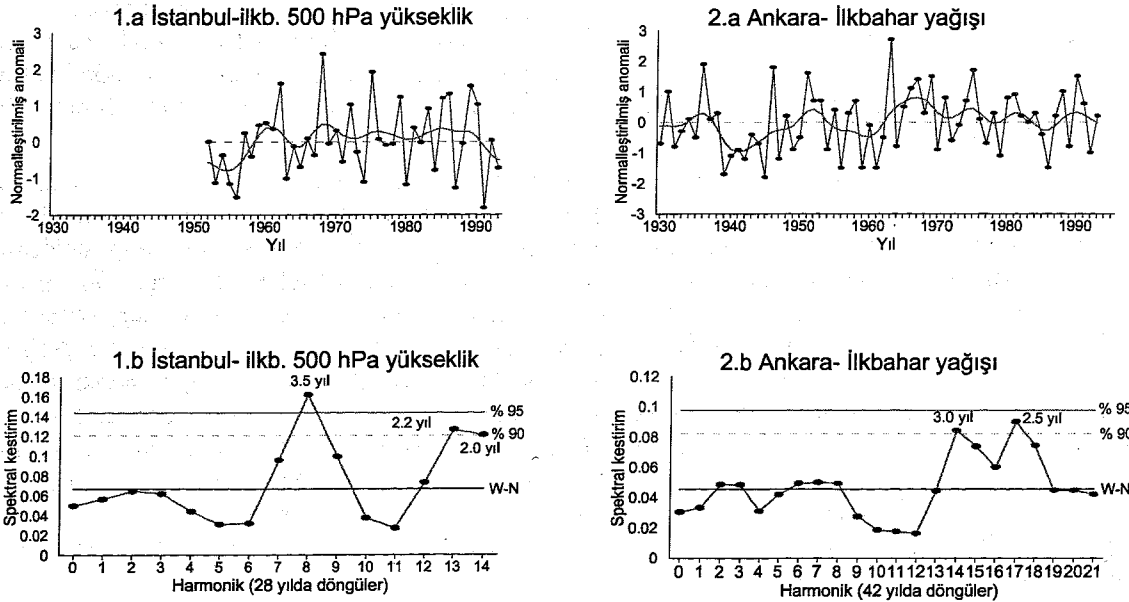 1.a İstanbul-ilkb. 500 hPa yükseklik
Normalleştirilmiş anomali
3
2
1
0
-1
-2
1930 1940 1950 1960 1970 1980 1990
Yıl
2.a Ankara- İlkbahar yağışı
Normalleştirilmiş anomali
3
2
1
0
-1
-2
-3
1930 1940 1950 1960 1970 1980 1990
Yıl
1.b İstanbul- ilkb. 500 hPa yükseklik
Spektral kestirim
0.18
0.16
0.14
0.12
0.10
0.08
0.06
0.04
0.02
0
3.5 yıl
% 95
2.2 yıl
% 90
2.0 yıl
W-N
0 1 2 3 4 5 6 7 8 9 10 11 12 13 14
Harmonik (28 yılda döngüler)
2.b Ankara- İlkbahar yağışı
Spektral kestirim
0.12
0.1
0.08
0.06
0.04
0.02
0
% 95
3.0 yıl
2.5 yıl
% 90
W-N
0 1 2 3 4 5 6 7 8 9 10 11 12 13 14 15 16 17 18 19 20 21
Harmonik (42 yılda döngüler)